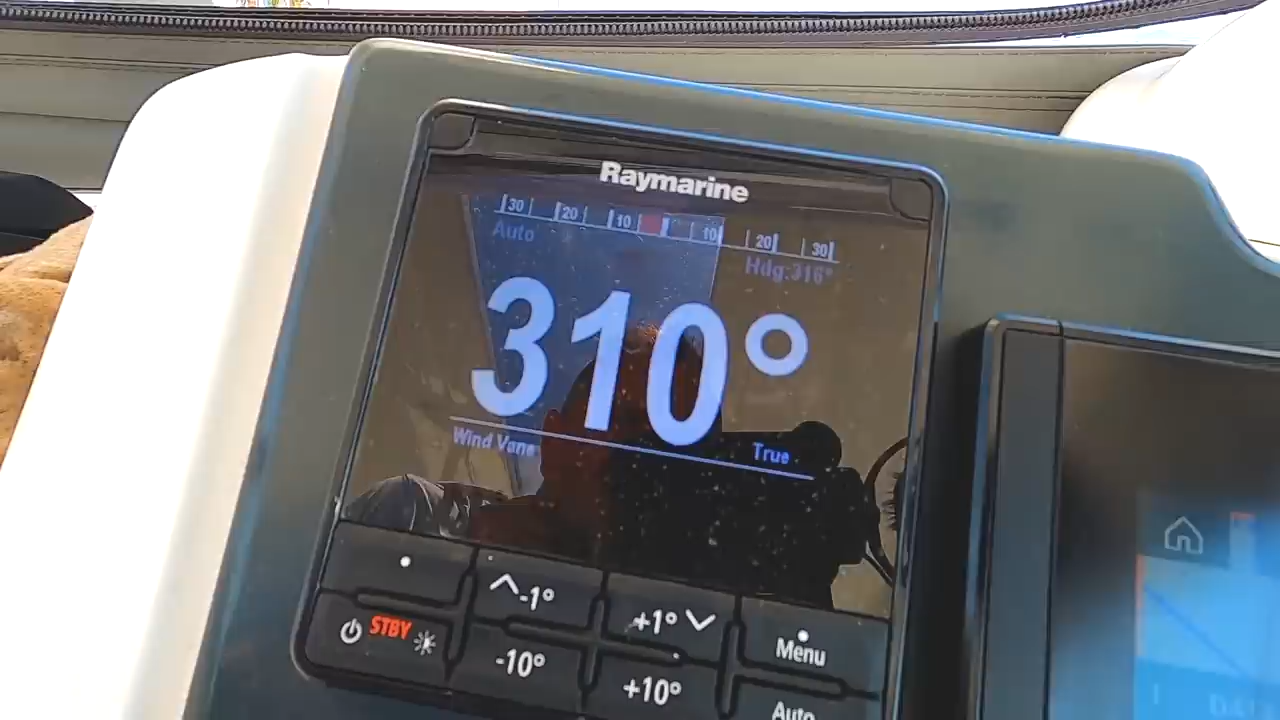 Raymarine
30 20 10 10 20 30
Auto
Hdg:316°
310°
Wind Vane True
-1° +1°
STBY
Menu
-10° +10°
Auto